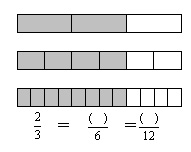 2/3 = ( )/6 = ( )/12